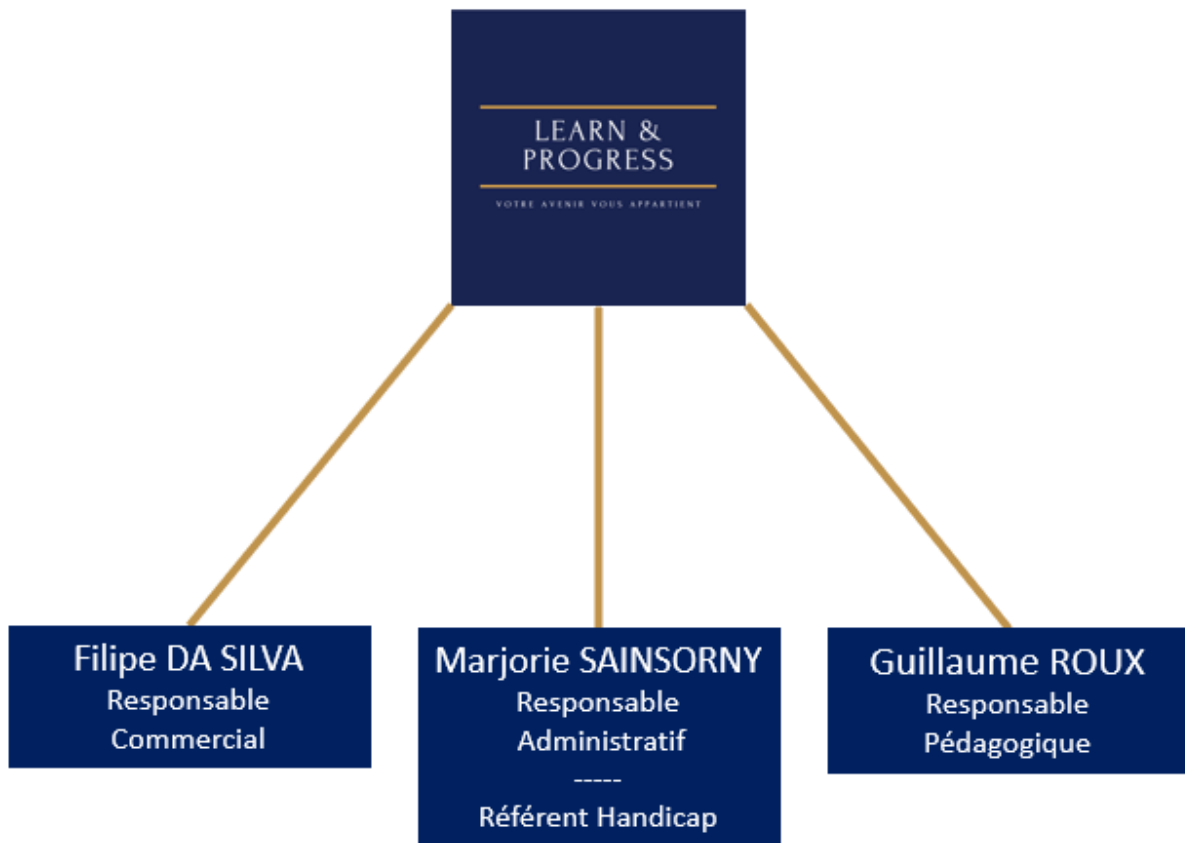 LEARN &
PROGRESS
VOTRE AVENIR VOUS APPARTIENT
Filipe DA SILVA
Responsable
Commercial
Marjorie SAINSORNY
Responsable
Administratif
-----
Référent Handicap
Guillaume ROUX
Responsable
Pédagogique